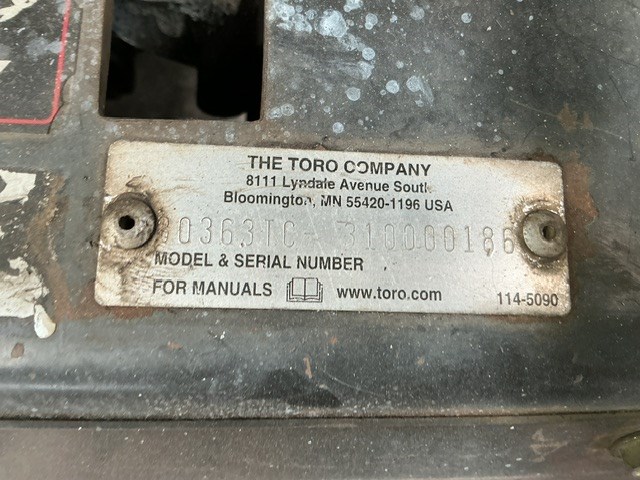 THE TORO COMPANY
8111 Lyndale Avenue South
Bloomington, MN 55420-1196 USA
30363TC - 310000186
MODEL & SERIAL NUMBER
FOR MANUALS www.toro.com 114-5090